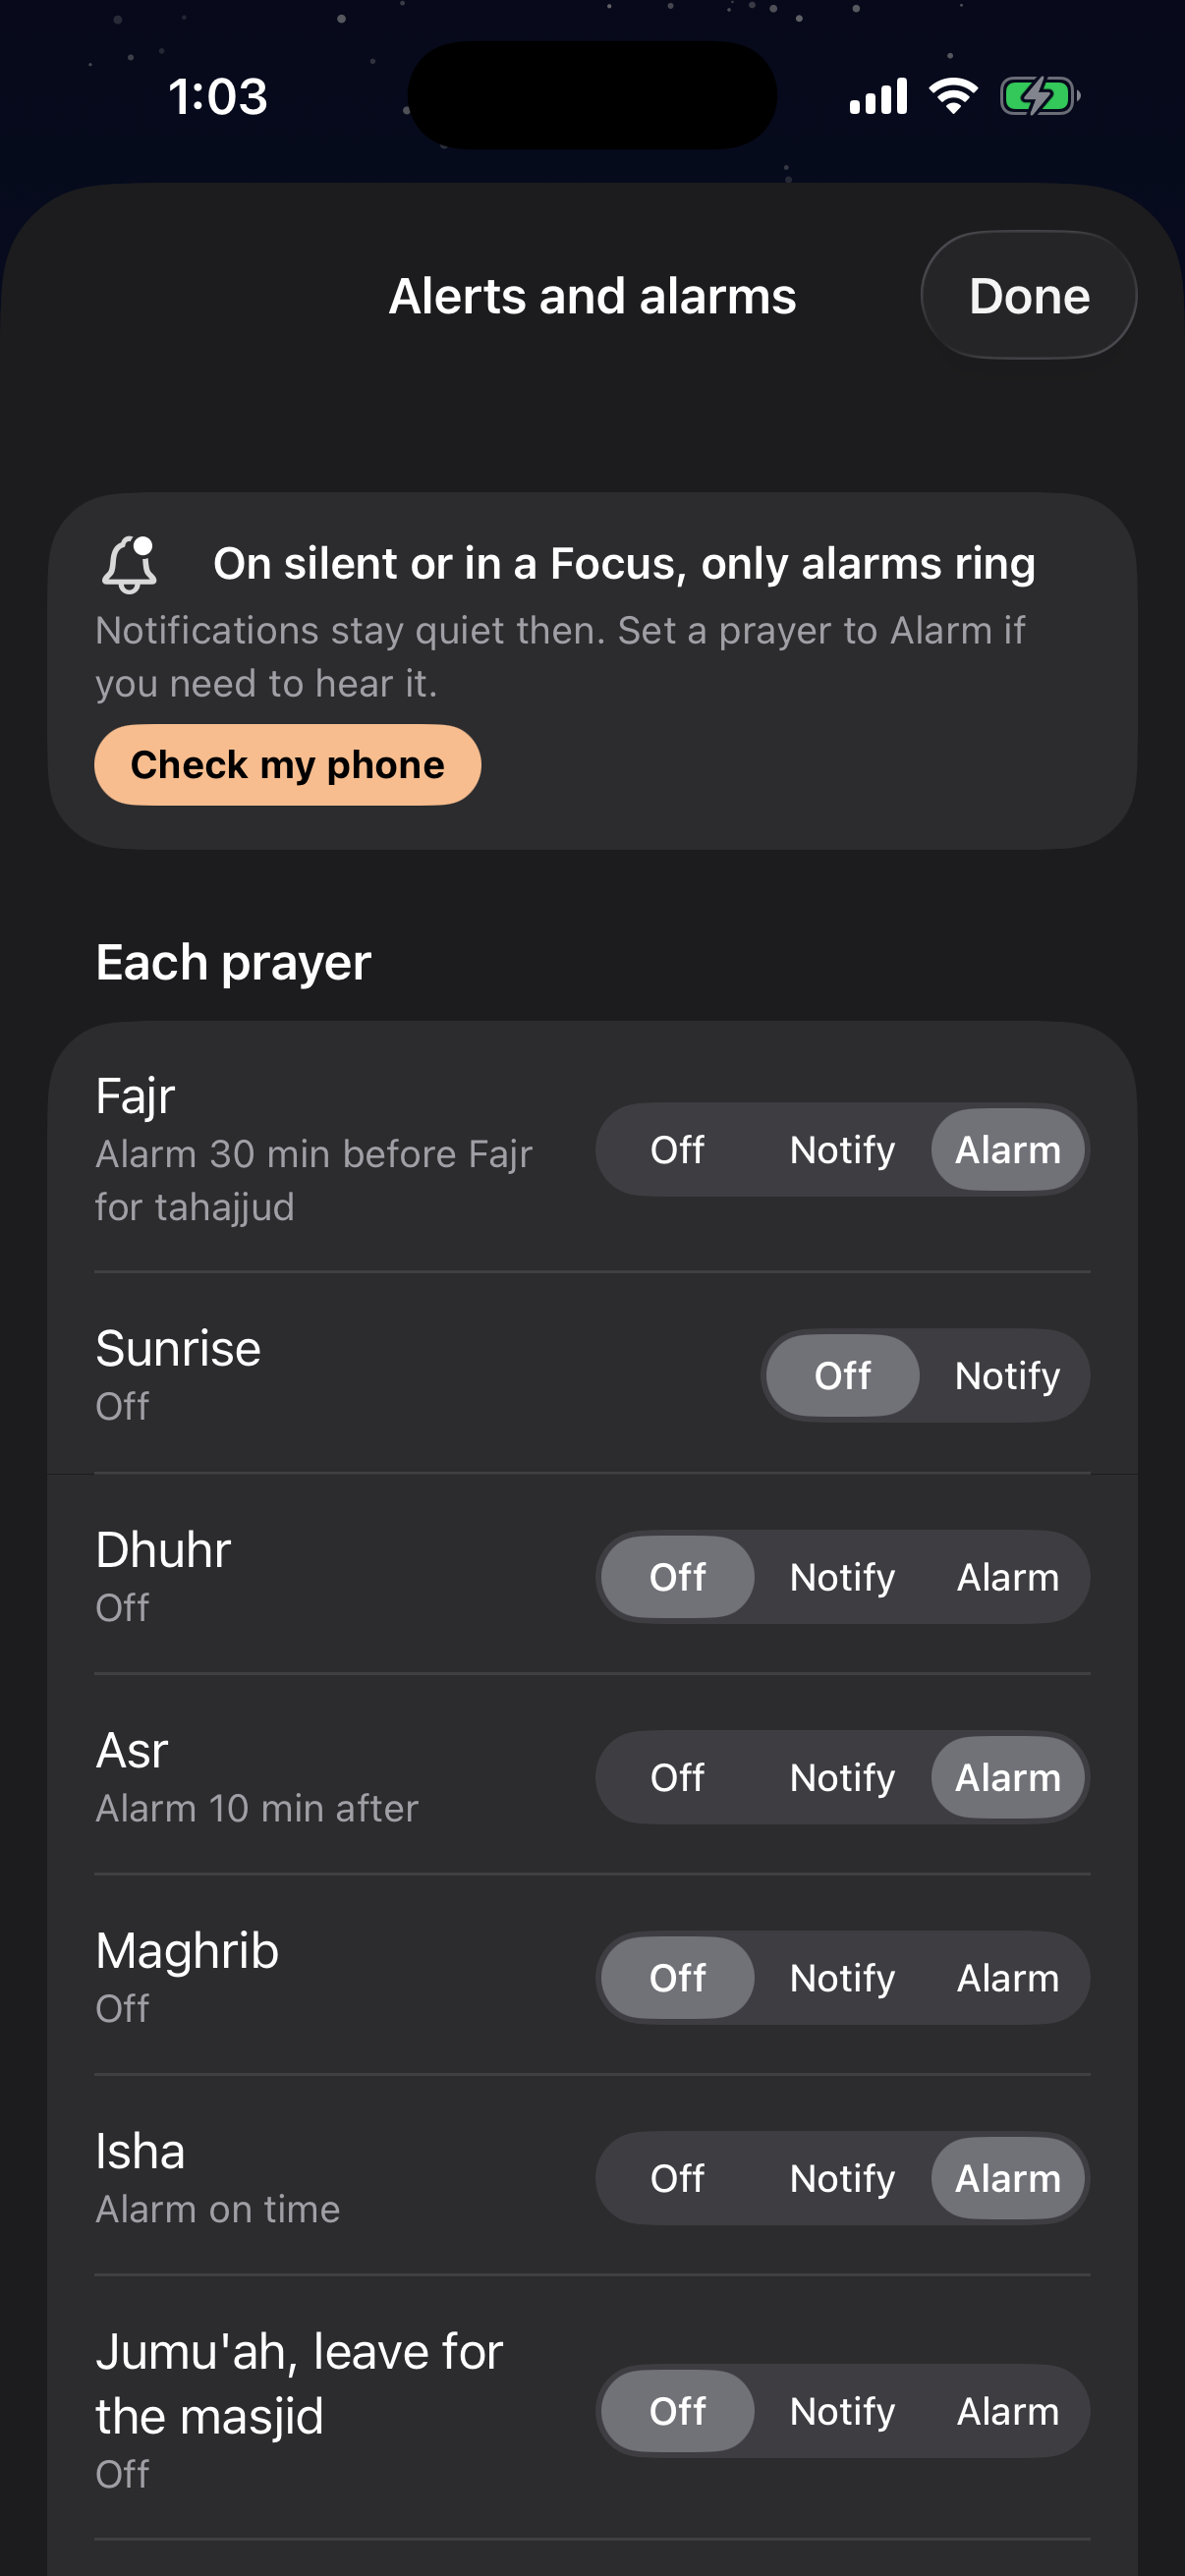 1:03
Alerts and alarms
Done
On silent or in a Focus, only alarms ring
Notifications stay quiet then. Set a prayer to Alarm if
you need to hear it.
Check my phone
Each prayer
Fajr
Alarm 30 min before Fajr
for tahajjud
Off Notify Alarm
Sunrise
Off
Off Notify
Dhuhr
Off
Off Notify Alarm
Asr
Alarm 10 min after
Off Notify Alarm
Maghrib
Off
Off Notify Alarm
Isha
Alarm on time
Off Notify Alarm
Jumu'ah, leave for
the masjid
Off
Off Notify Alarm